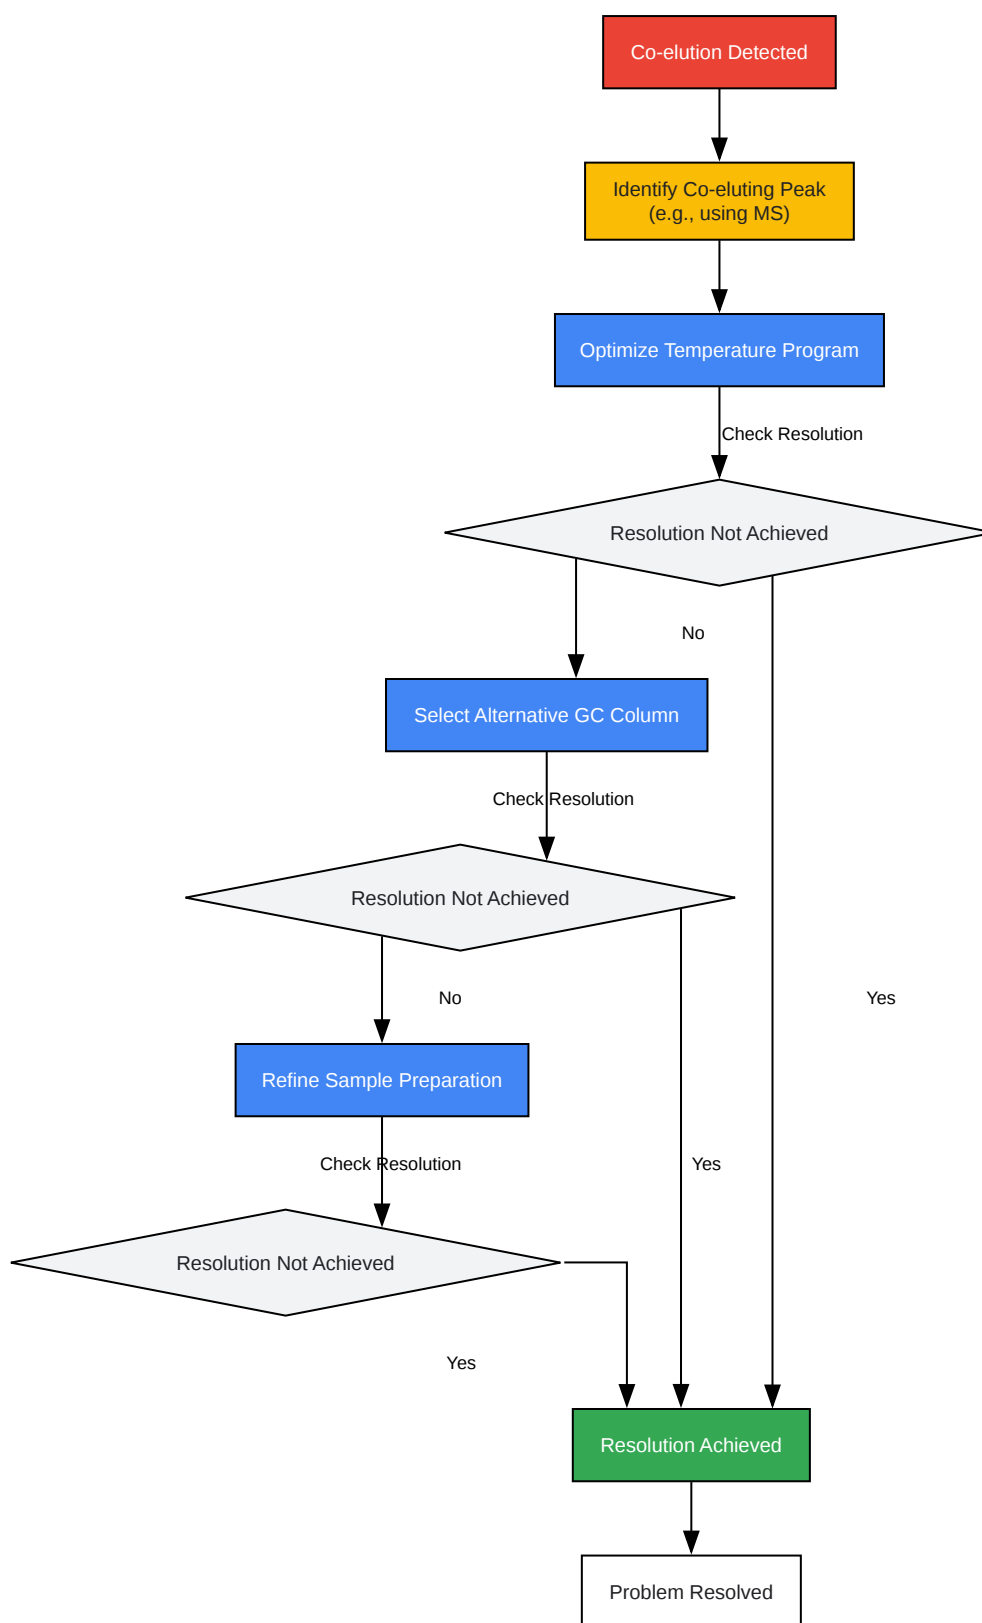 Co-elution Detected
Identify Co-eluting Peak
(e.g., using MS)
Optimize Temperature Program
Check Resolution
Resolution Not Achieved
No
Select Alternative GC Column
Check Resolution
Resolution Not Achieved
No
Yes
Refine Sample Preparation
Check Resolution
Yes
Resolution Not Achieved
Yes
Resolution Achieved
Problem Resolved